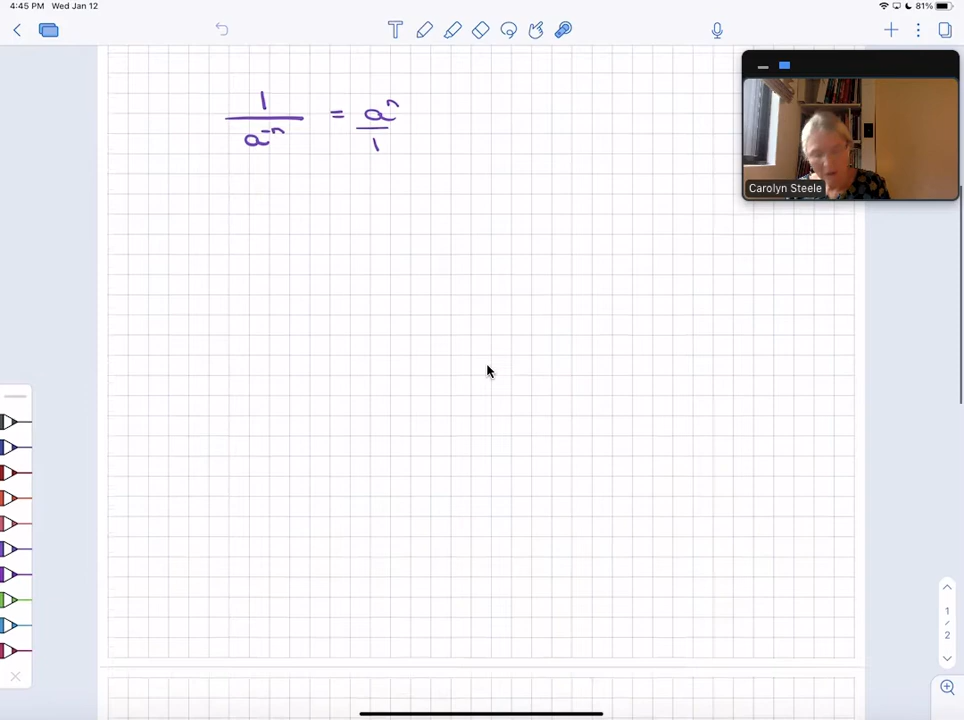 4:45 PM Wed Jan 12
81%
1/a⁻ⁿ = aⁿ/1
Carolyn Steele
T
1
/
2